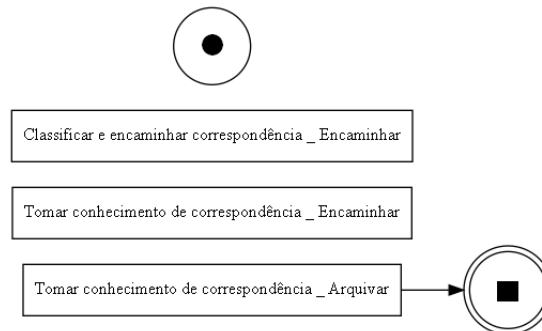 Classificar e encaminhar correspondência _ Encaminhar
Tomar conhecimento de correspondência _ Encaminhar
Tomar conhecimento de correspondência _ Arquivar